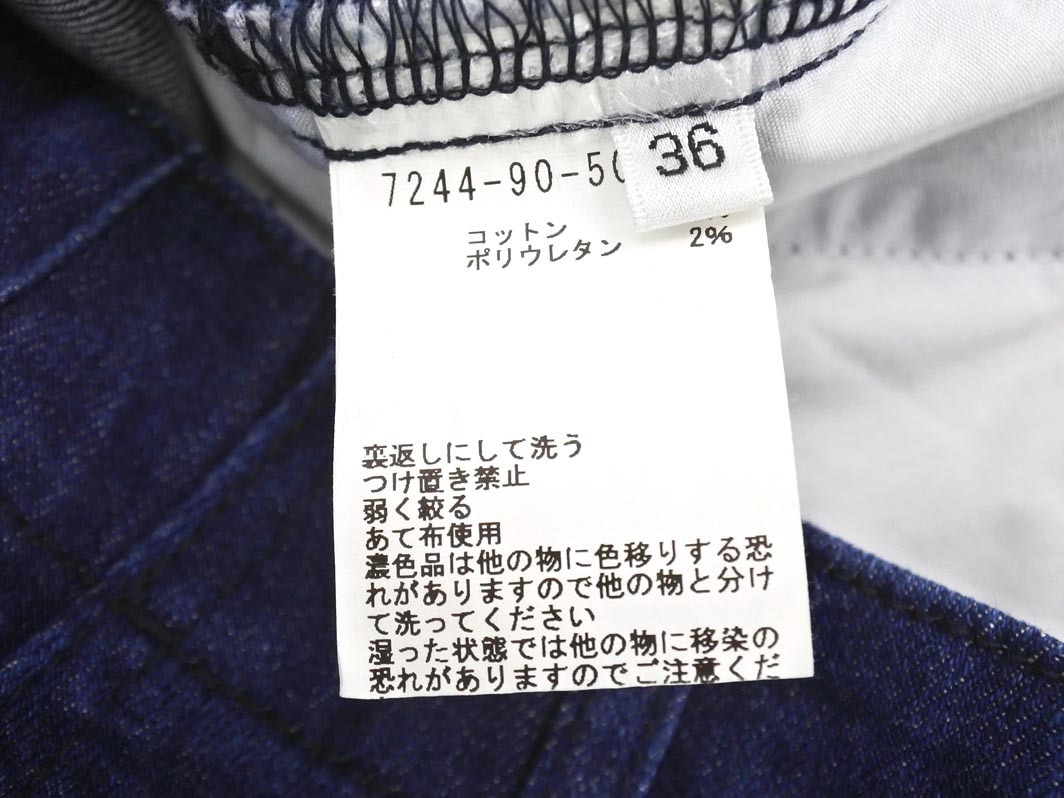 36
7244-90-50
コットン
ポリウレタン 2%
裏返しにして洗う
つけ置き禁止
弱く絞る
あて布使用
濃色品は他の物に色移りする恐
れがありますので他の物と分け
て洗ってください
湿った状態では他の物に移染の
恐れがありますのでご注意くだ